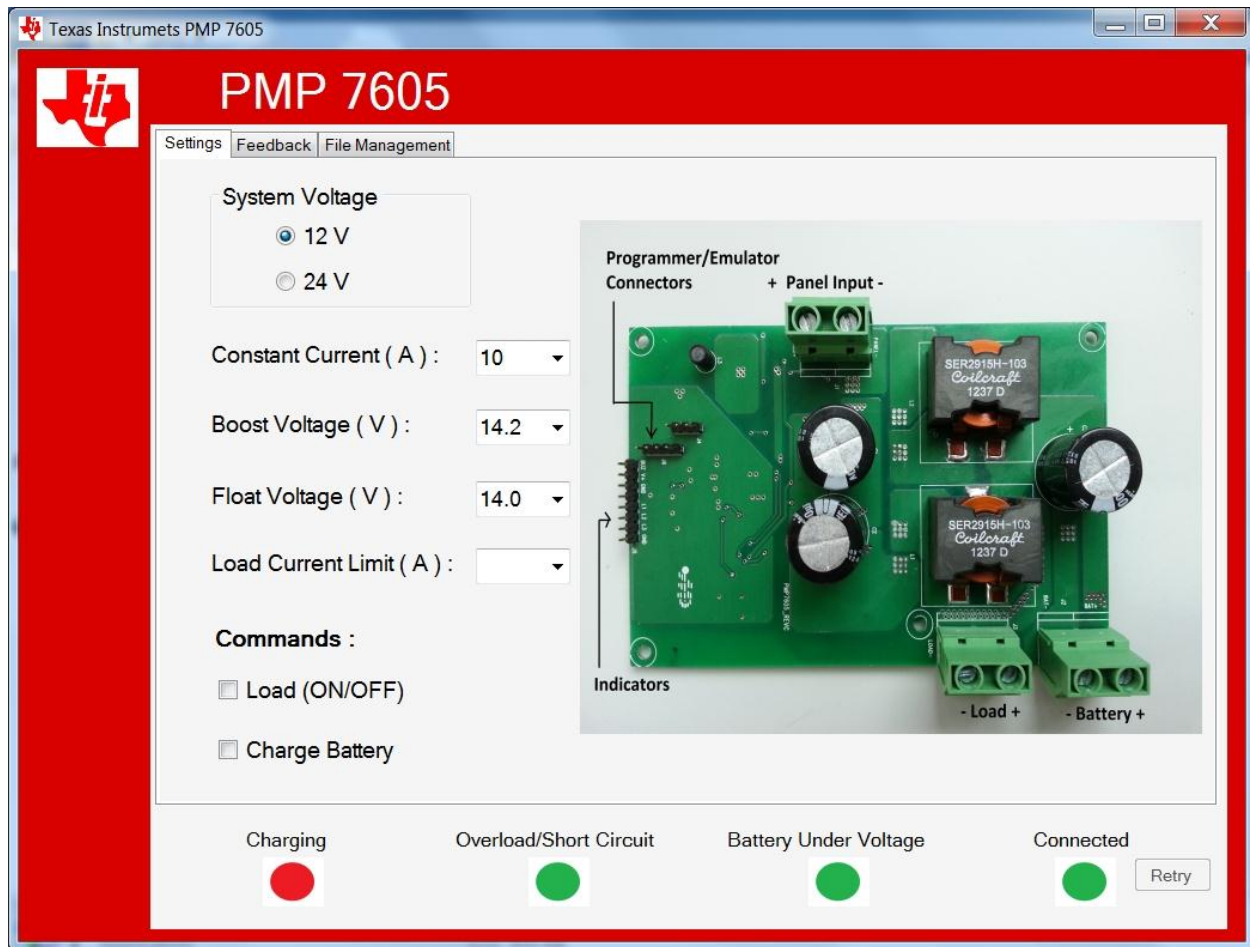 Texas Instrumets PMP 7605
PMP 7605
Settings
Feedback
File Management
System Voltage
12 V
24 V
Constant Current ( A ) :
10
Boost Voltage ( V ) :
14.2
Float Voltage ( V ) :
14.0
Load Current Limit ( A ) :
Commands :
Load (ON/OFF)
Charge Battery
Programmer/Emulator
Connectors
+ Panel Input -
SER2915H-103
Coilcraft
1237 D
SER2915H-103
Coilcraft
1237 D
PMP7605_REVC
Indicators
- Load +
- Battery +
Charging
Overload/Short Circuit
Battery Under Voltage
Connected
Retry